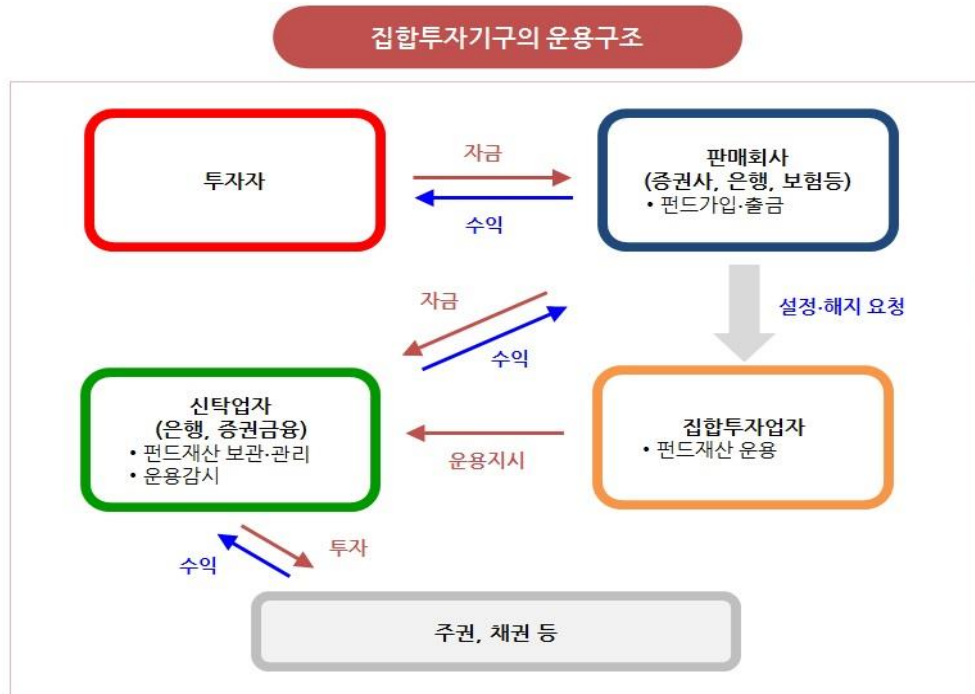 집합투자기구의 운용구조
투자자
자금
수익
판매회사
(증권사, 은행, 보험등)
• 펀드가입·출금
자금
수익
설정·해지 요청
신탁업자
(은행, 증권금융)
• 펀드재산 보관·관리
• 운용감시
운용지시
집합투자업자
• 펀드재산 운용
수익
투자
주권, 채권 등